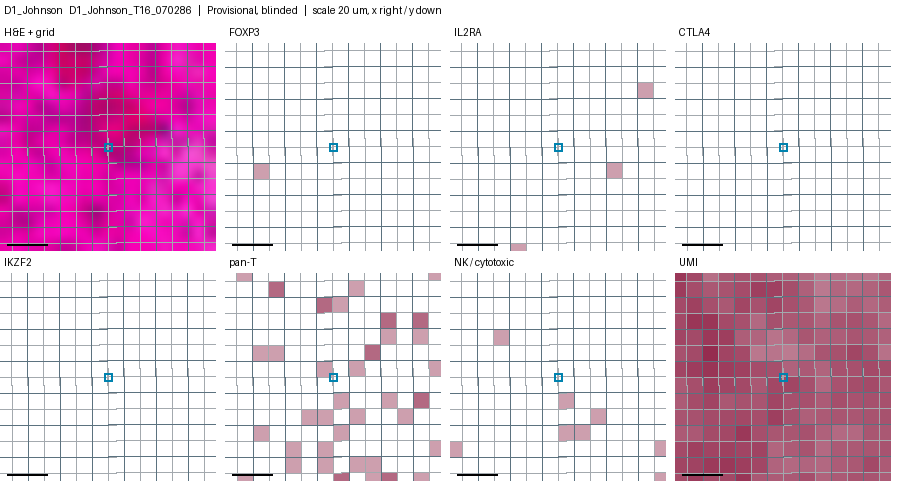 D1_Johnson D1_Johnson_T16_070286 | Provisional, blinded | scale 20 um, x right / y down
H&E + grid
FOXP3
IL2RA
CTLA4
IKZF2
pan-T
NK / cytotoxic
UMI